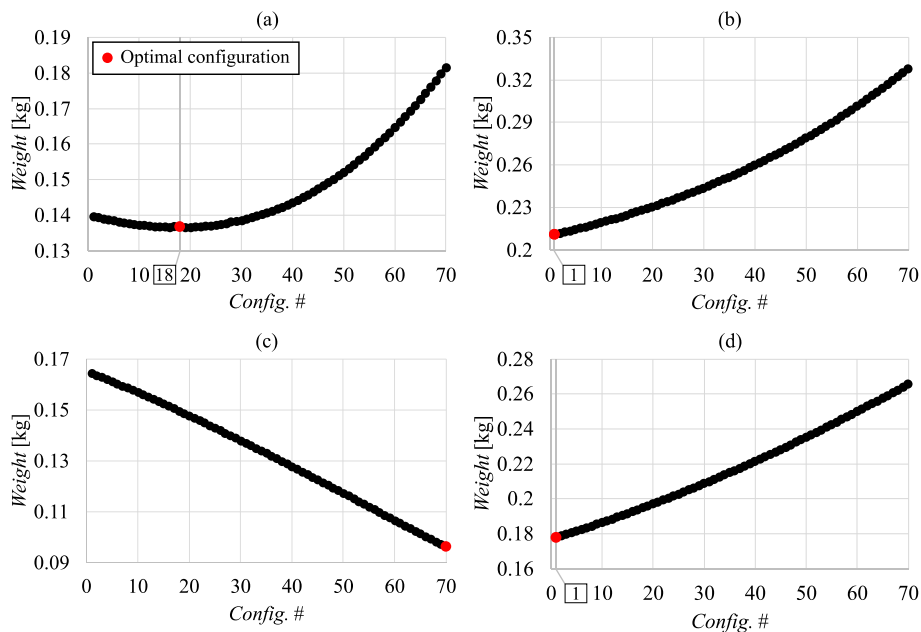 (a)
0.19
0.18
0.17
0.16
0.15
0.14
0.13
Weight [kg]
Optimal configuration
0 10 20 30 40 50 60 70
18
Config. #
(b)
0.35
0.32
0.29
0.26
0.23
0.2
Weight [kg]
0 10 20 30 40 50 60 70
1
Config. #
(c)
0.17
0.15
0.13
0.11
0.09
Weight [kg]
0 10 20 30 40 50 60 70
Config. #
(d)
0.28
0.26
0.24
0.22
0.2
0.18
0.16
Weight [kg]
0 10 20 30 40 50 60 70
1
Config. #